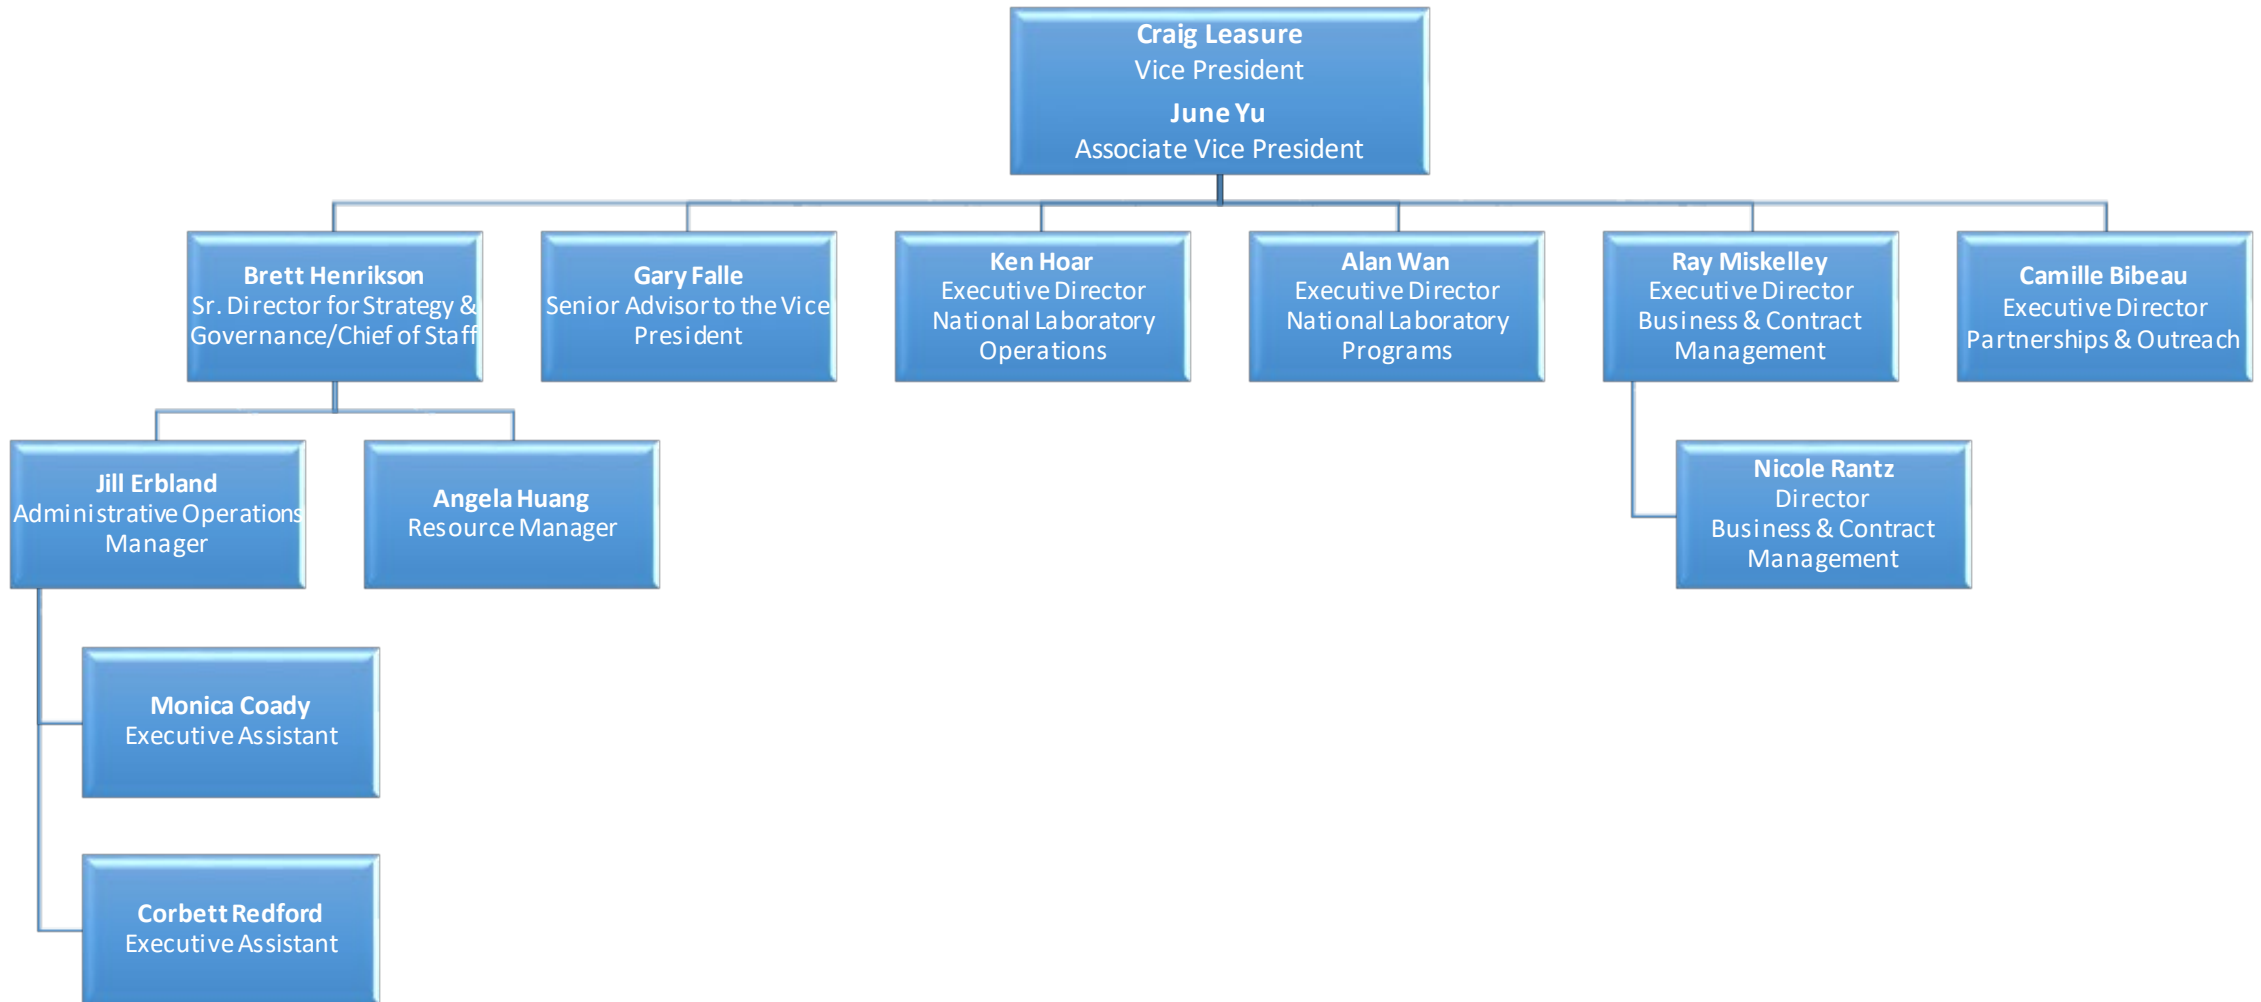 Craig Leasure
Vice President
June Yu
Associate Vice President
Brett Henrikson
Sr. Director for Strategy &
Governance/Chief of Staff
Gary Falle
Senior Advisor to the Vice
President
Ken Hoar
Executive Director
National Laboratory
Operations
Alan Wan
Executive Director
National Laboratory
Programs
Ray Miskelley
Executive Director
Business & Contract
Management
Camille Bibeau
Executive Director
Partnerships & Outreach
Jill Erbland
Administrative Operations
Manager
Angela Huang
Resource Manager
Nicole Rantz
Director
Business & Contract
Management
Monica Coady
Executive Assistant
Corbett Redford
Executive Assistant